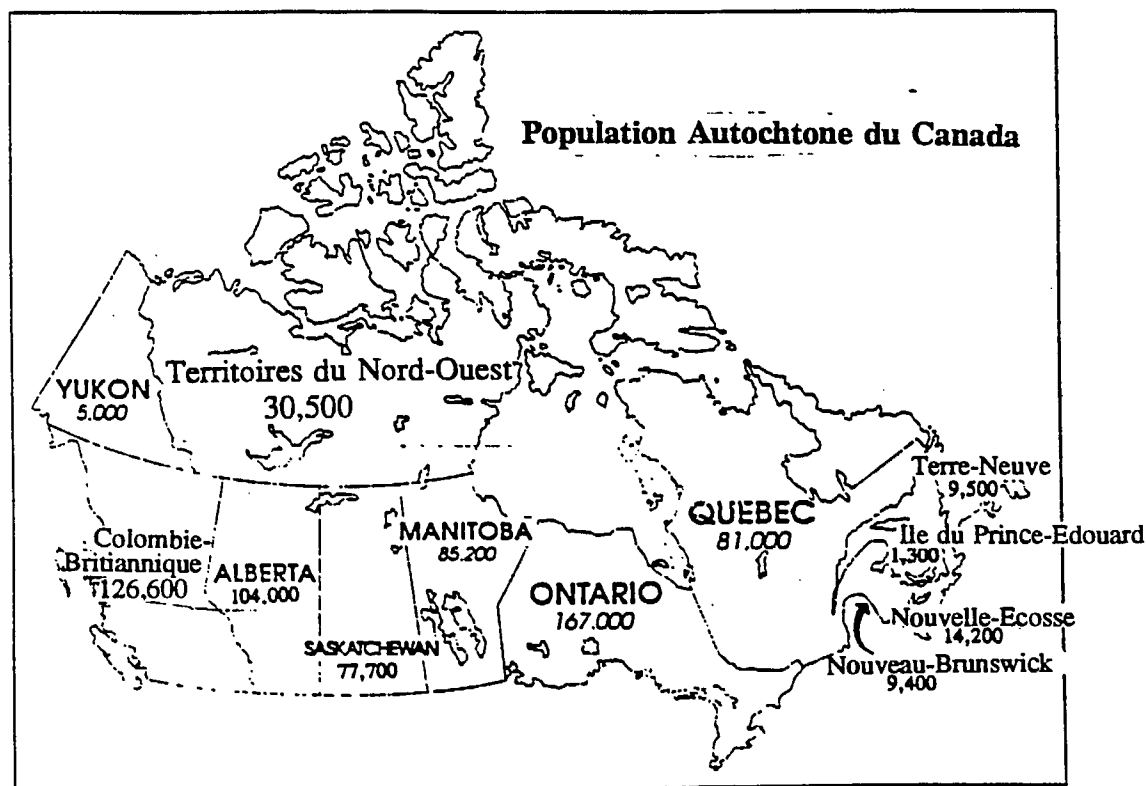 Population Autochtone du Canada
YUKON
5.000
Territoires du Nord-Ouest
30,500
Terre-Neuve
9,500
Colombie-
Britiannique
126,600
ALBERTA
104.000
SASKATCHEWAN
77,700
MANITOBA
85.200
ONTARIO
167.000
QUEBEC
81,000
Ile du Prince-Edouard
1,300
Nouvelle-Ecosse
14,200
Nouveau-Brunswick
9,400